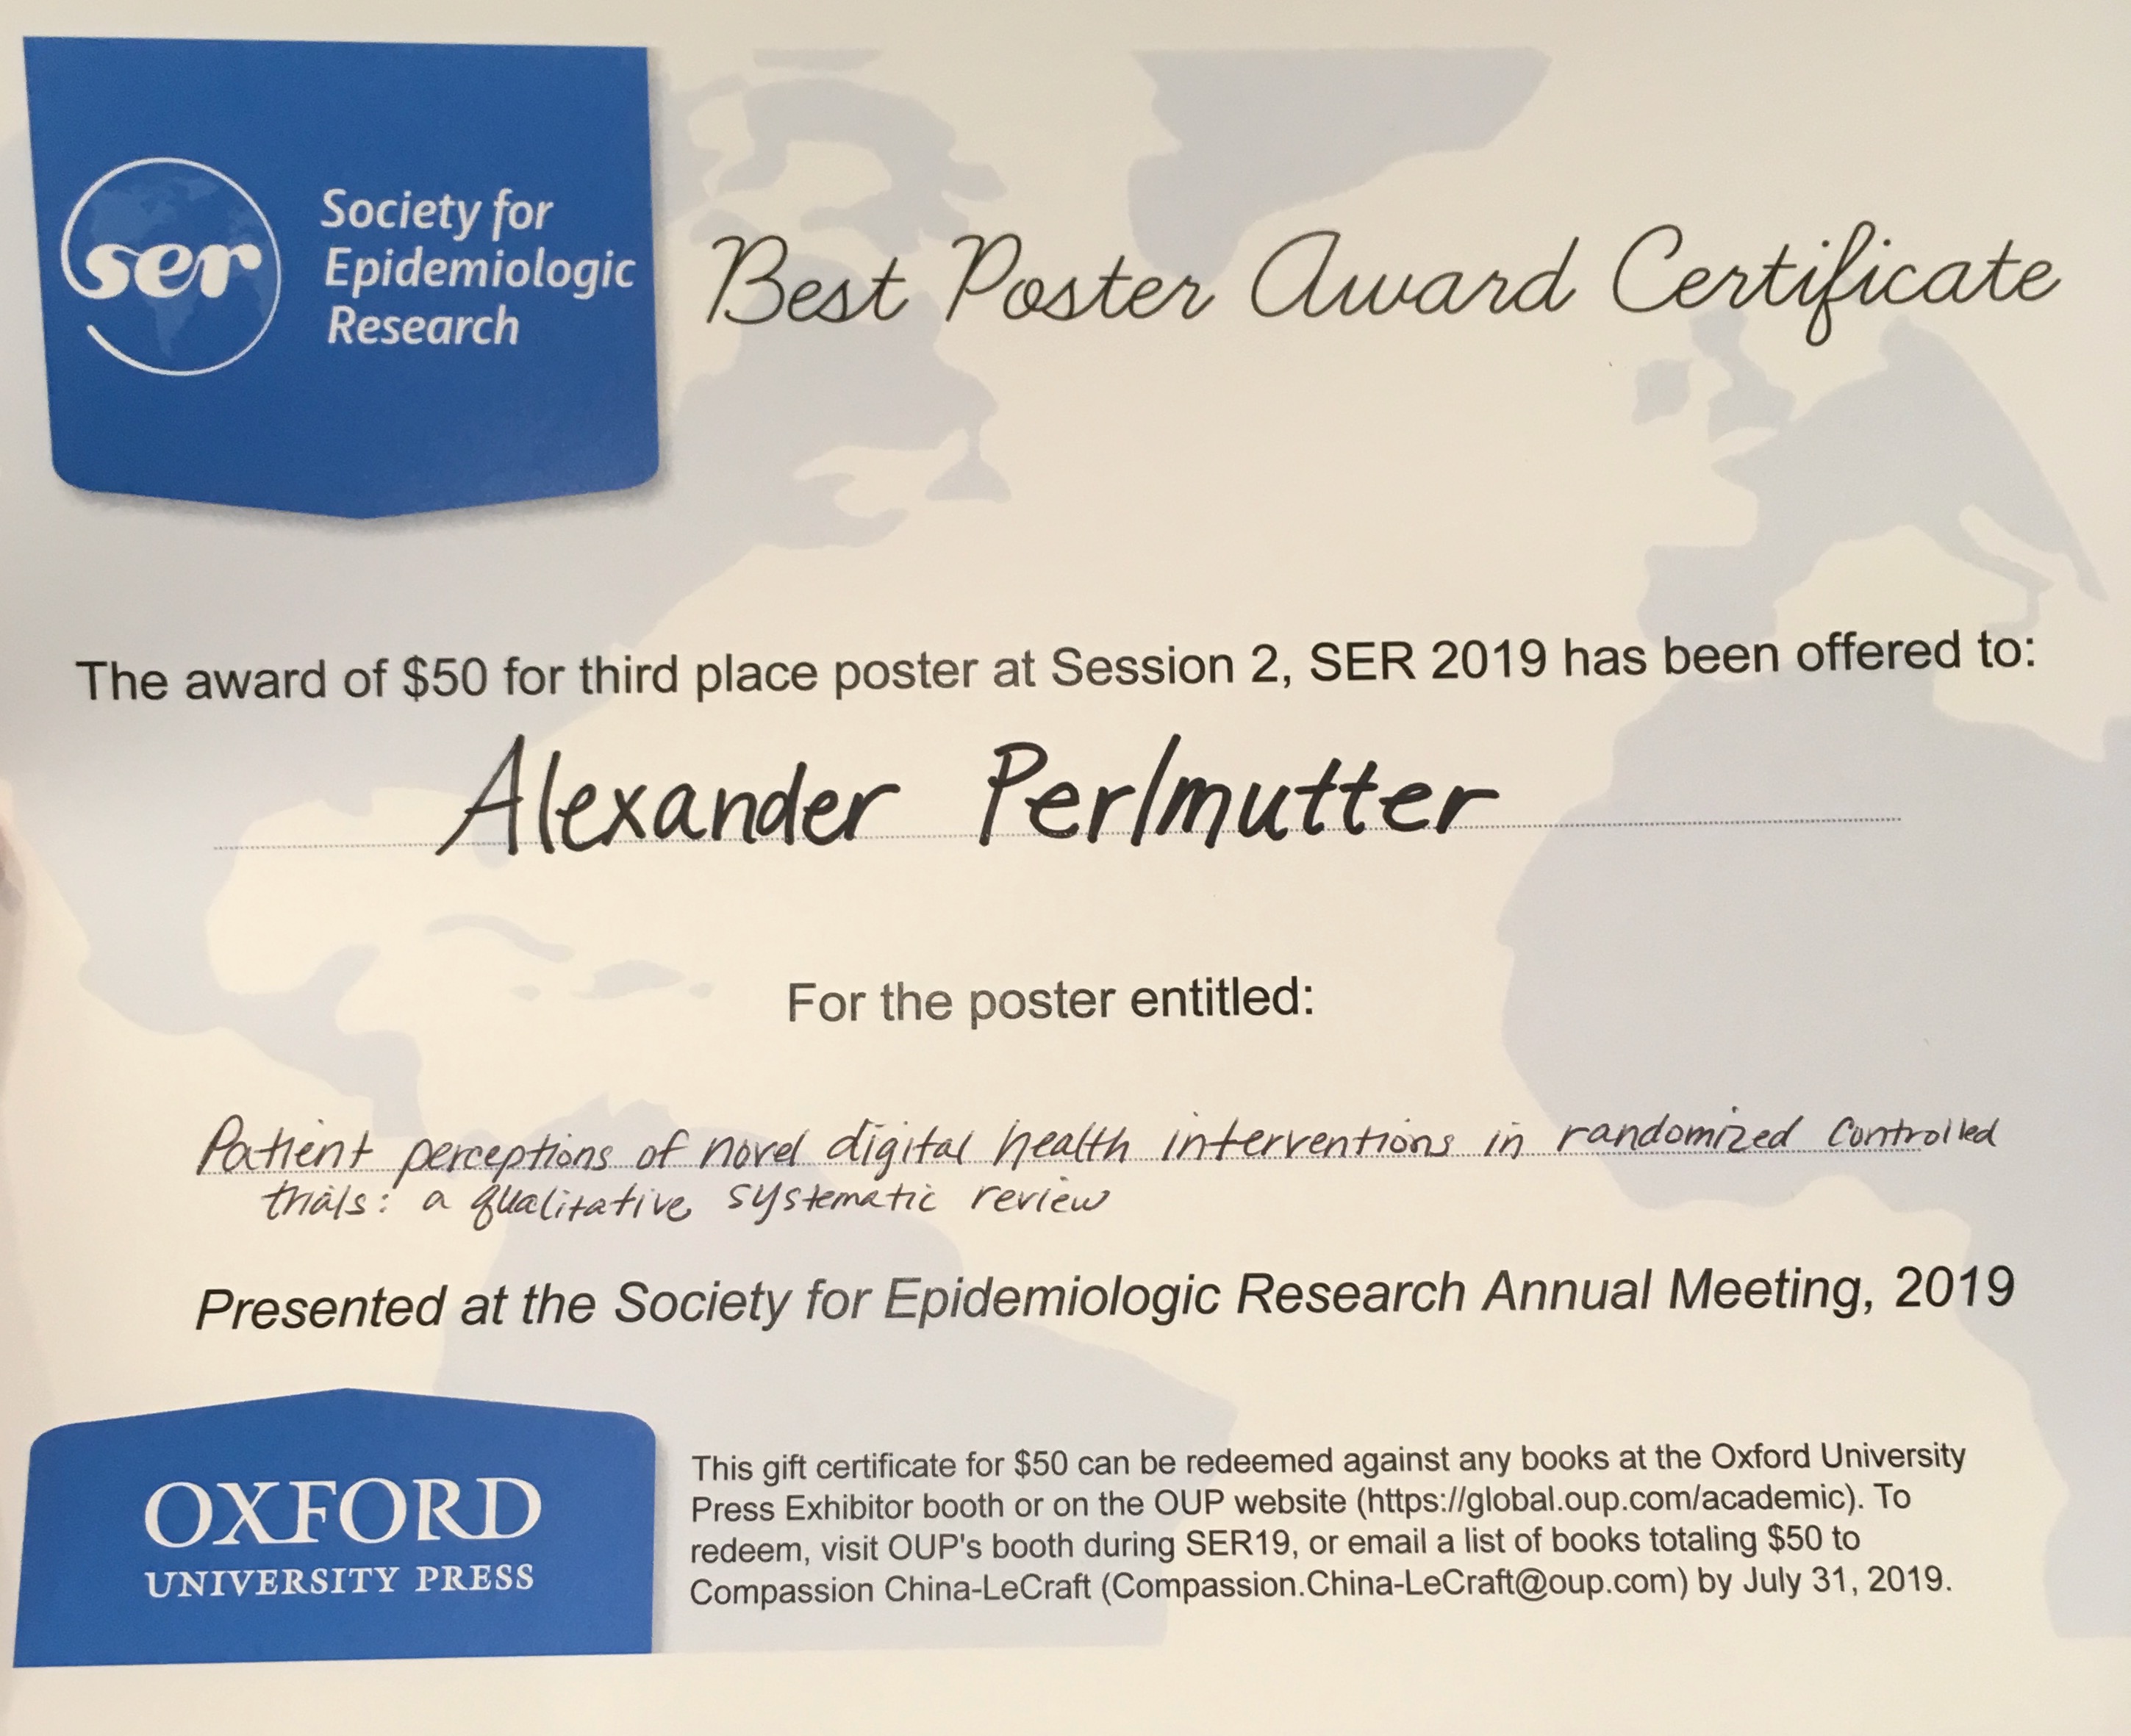 ser
Society for
Epidemiologic
Research
Best Poster Award Certificate
The award of $50 for third place poster at Session 2, SER 2019 has been offered to:
Alexander Perlmutter
For the poster entitled:
Patient perceptions of novel digital health interventions in randomized controlled
trials: a qualitative systematic review
Presented at the Society for Epidemiologic Research Annual Meeting, 2019
OXFORD
UNIVERSITY PRESS
This gift certificate for $50 can be redeemed against any books at the Oxford University
Press Exhibitor booth or on the OUP website (https://global.oup.com/academic). To
redeem, visit OUP's booth during SER19, or email a list of books totaling $50 to
Compassion China-LeCraft (Compassion.China-LeCraft@oup.com) by July 31, 2019.